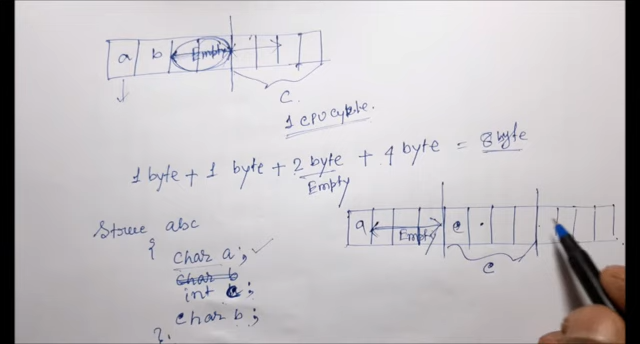 a b Empty
C.
1 CPU Cycle.
1 byte + 1 byte + 2 byte + 4 byte = 8 byte
Empty
a Empty c
C
Struc abc
{
char a;
char b
int c;
char b;
};